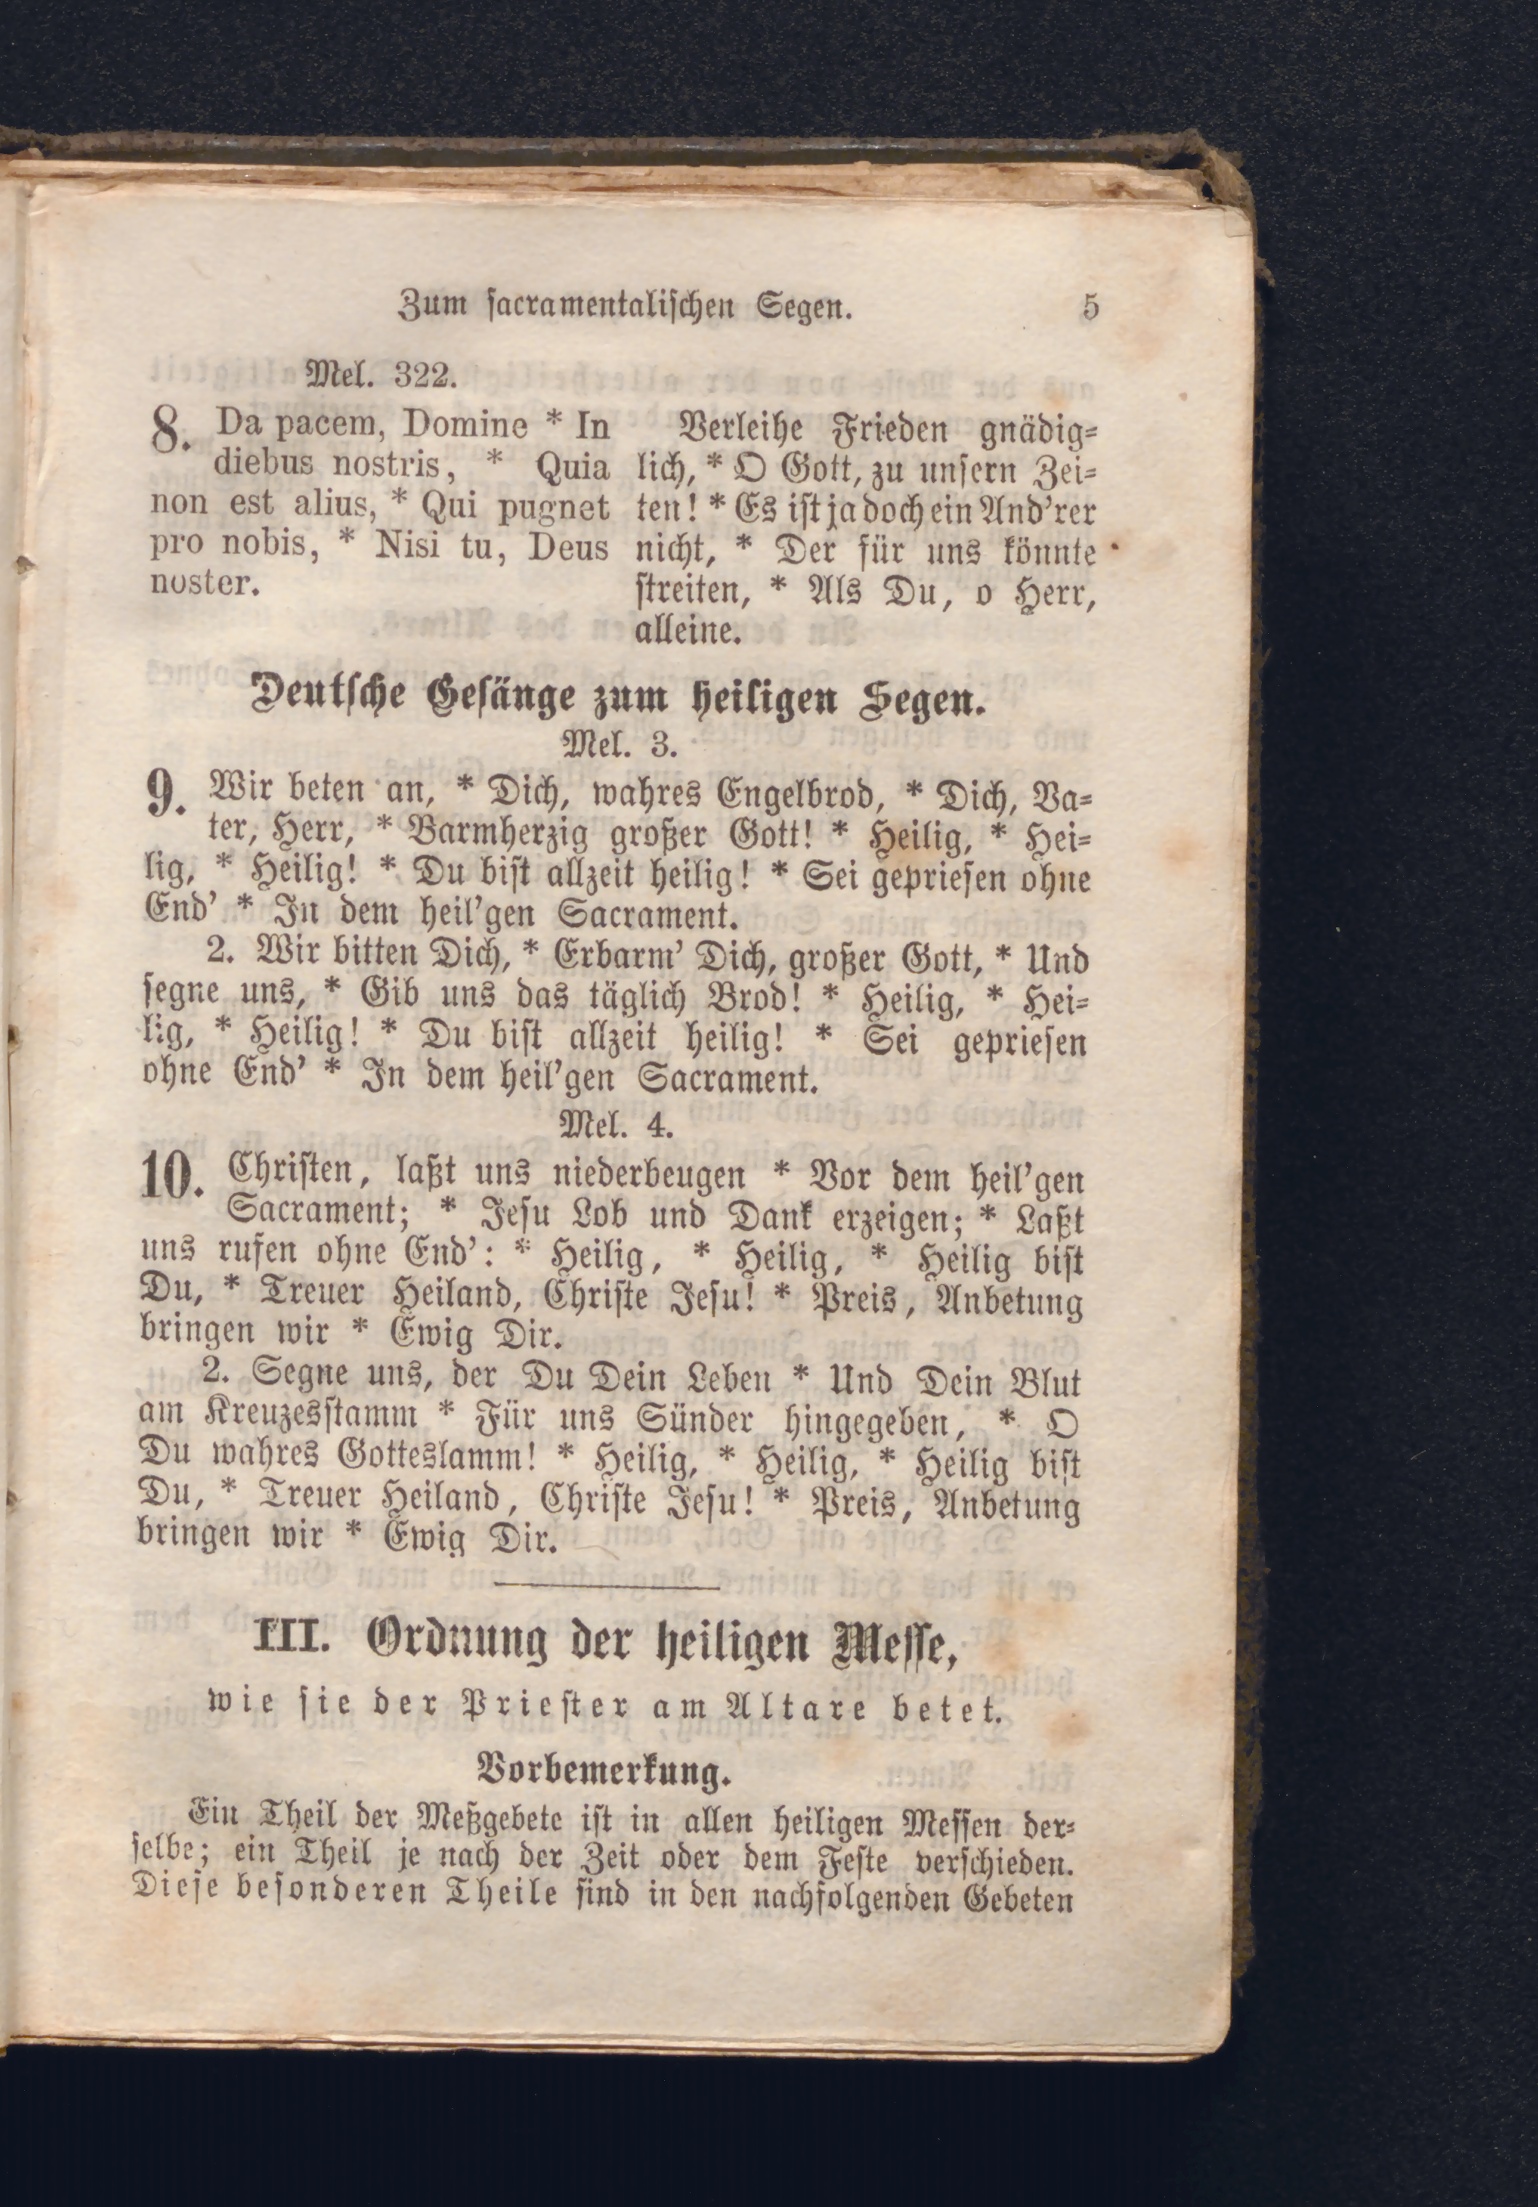 Zum sacramentalischen Segen. 5
Mel. 322.
8. Da pacem, Domine * In
diebus nostris, * Quia
non est alius, * Qui pugnet
pro nobis, * Nisi tu, Deus
noster.
Verleihe Frieden gnädig=
lich, * O Gott, zu unsern Zei=
ten! * Es ist ja doch ein And'rer
nicht, * Der für uns könnte
streiten, * Als Du, o Herr,
alleine.
Deutsche Gesänge zum heiligen Segen.
Mel. 3.
9. Wir beten an, * Dich, wahres Engelbrod, * Dich, Va=
ter, Herr, * Barmherzig großer Gott! * Heilig, * Hei=
lig, * Heilig! * Du bist allzeit heilig! * Sei gepriesen ohne
End' * In dem heil'gen Sacrament.
2. Wir bitten Dich, * Erbarm' Dich, großer Gott, * Und
segne uns, * Gib uns das täglich Brod! * Heilig, * Hei=
lig, * Heilig! * Du bist allzeit heilig! * Sei gepriesen
ohne End' * In dem heil'gen Sacrament.
Mel. 4.
10. Christen, laßt uns niederbeugen * Vor dem heil'gen
Sacrament; * Jesu Lob und Dank erzeigen; * Laßt
uns rufen ohne End': * Heilig, * Heilig, * Heilig bist
Du, * Treuer Heiland, Christe Jesu! * Preis, Anbetung
bringen wir * Ewig Dir.
2. Segne uns, der Du Dein Leben * Und Dein Blut
am Kreuzesstamm * Für uns Sünder hingegeben, * O
Du wahres Gotteslamm! * Heilig, * Heilig, * Heilig bist
Du, * Treuer Heiland, Christe Jesu! * Preis, Anbetung
bringen wir * Ewig Dir.
III. Ordnung der heiligen Messe,
wie sie der Priester am Altare betet.
Vorbemerkung.
Ein Theil der Meßgebete ist in allen heiligen Messen der=
selbe; ein Theil je nach der Zeit oder dem Feste verschieden.
Diese besonderen Theile sind in den nachfolgenden Gebeten